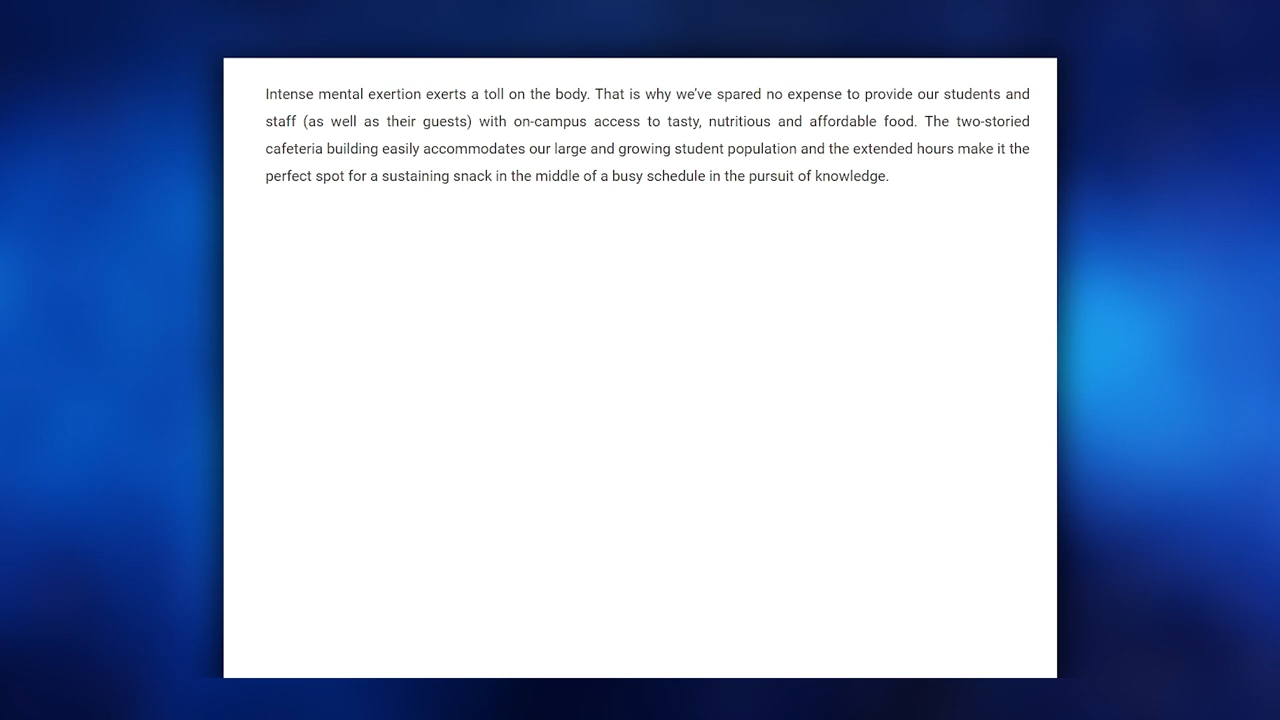 Intense mental exertion exerts a toll on the body. That is why we’ve spared no expense to provide our students and
staff (as well as their guests) with on-campus access to tasty, nutritious and affordable food. The two-storied
cafeteria building easily accommodates our large and growing student population and the extended hours make it the
perfect spot for a sustaining snack in the middle of a busy schedule in the pursuit of knowledge.